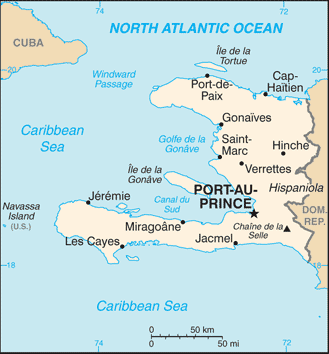 74
72
NORTH ATLANTIC OCEAN
CUBA
Île de la
Tortue
20
20
Windward
Passage
Port-de-
Paix
Cap-
Haïtien
Gonaïves
Caribbean
Sea
Golfe de la
Gonâve
Saint-
Marc
Hinche
Verrettes
Île de la
Gonâve
PORT-AU-
PRINCE
Hispaniola
Navassa
Island
(U.S.)
Jérémie
Canal du
Sud
DOM.
REP.
Miragoâne
Chaîne de la
Selle
Les Cayes
Jacmel
18
18
Caribbean Sea
0
50 km
0
50 mi
74
72